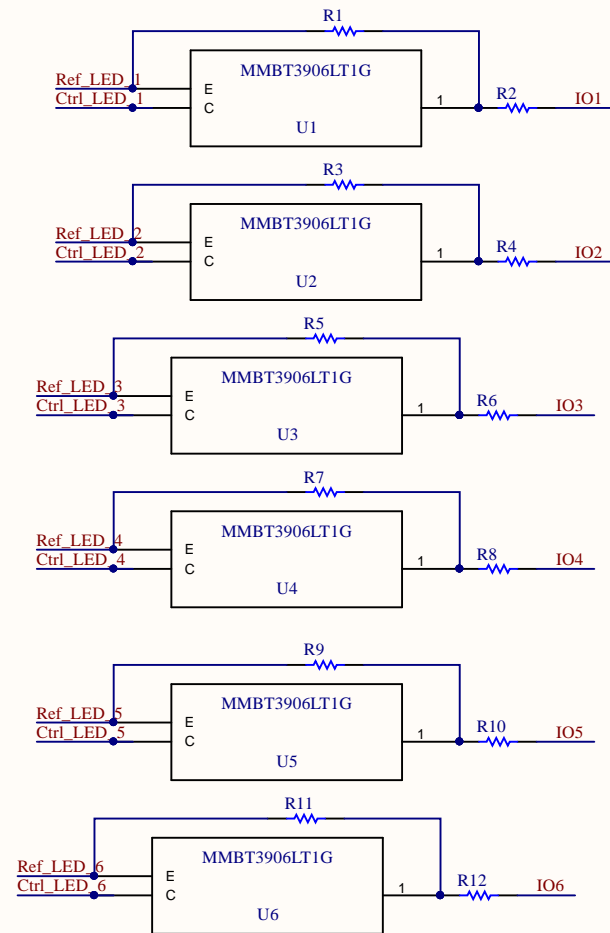 R1
MMBT3906LT1G
Ref_LED_1
E
Ctrl_LED_1
C
1
R2
IO1
U1
R3
MMBT3906LT1G
Ref_LED_2
E
Ctrl_LED_2
C
1
R4
IO2
U2
R5
MMBT3906LT1G
Ref_LED_3
E
Ctrl_LED_3
C
1
R6
IO3
U3
R7
MMBT3906LT1G
Ref_LED_4
E
Ctrl_LED_4
C
1
R8
IO4
U4
R9
MMBT3906LT1G
Ref_LED_5
E
Ctrl_LED_5
C
1
R10
IO5
U5
R11
MMBT3906LT1G
Ref_LED_6
E
Ctrl_LED_6
C
1
R12
IO6
U6